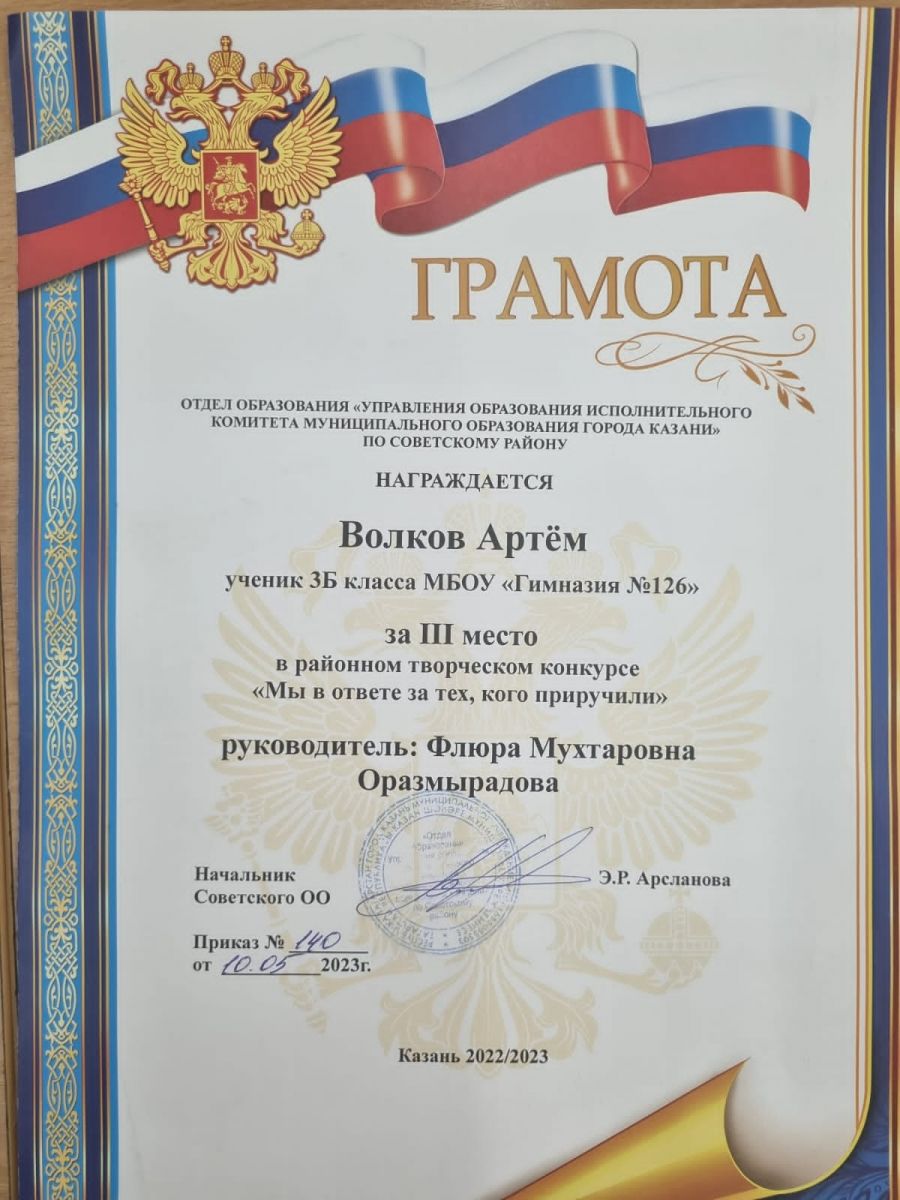 ГРАМОТА
ОТДЕЛ ОБРАЗОВАНИЯ «УПРАВЛЕНИЯ ОБРАЗОВАНИЯ ИСПОЛНИТЕЛЬНОГО
КОМИТЕТА МУНИЦИПАЛЬНОГО ОБРАЗОВАНИЯ ГОРОДА КАЗАНИ»
ПО СОВЕТСКОМУ РАЙОНУ
НАГРАЖДАЕТСЯ
Волков Артём
ученик 3Б класса МБОУ «Гимназия №126»
за III место
в районном творческом конкурсе
«Мы в ответе за тех, кого приручили»
руководитель: Флюра Мухтаровна
Оразмырадова
«Отдел
Начальник
Советского ОО
Э.Р. Арсланова
Приказ № 140
от 10.05 2023г.
Казань 2022/2023